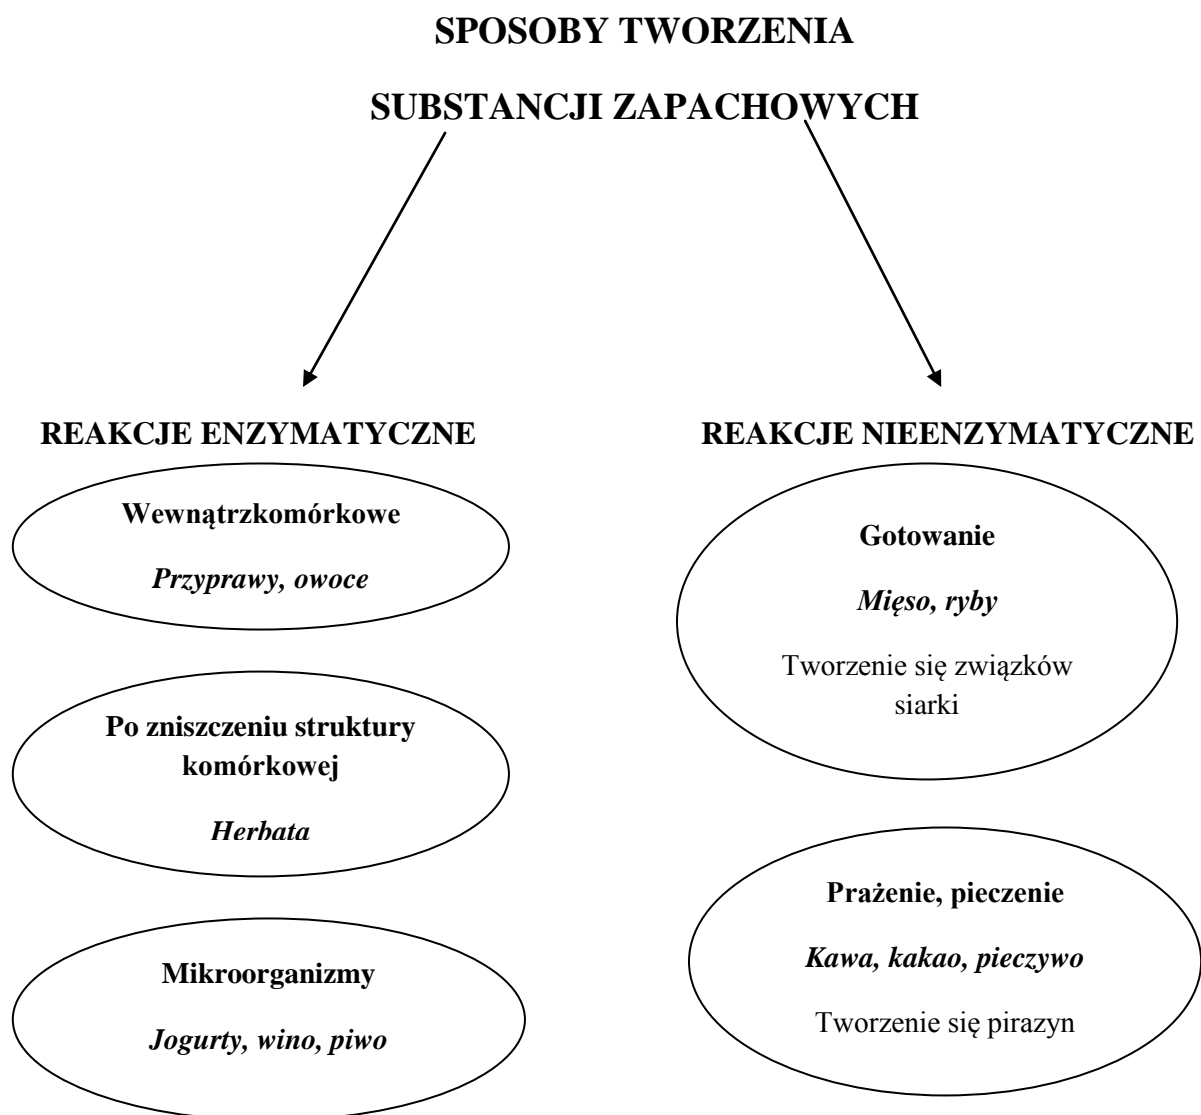 SPOSOBY TWORZENIA
SUBSTANCJI ZAPACHOWYCH
REAKCJE ENZYMATYCZNE
Wewnątrzkomórkowe
Przyprawy, owoce
Po zniszczeniu struktury
komórkowej
Herbata
Mikroorganizmy
Jogurty, wino, piwo
REAKCJE NIEENZYMATYCZNE
Gotowanie
Mięso, ryby
Tworzenie się związków
siarki
Prażenie, pieczenie
Kawa, kakao, pieczywo
Tworzenie się pirazyn